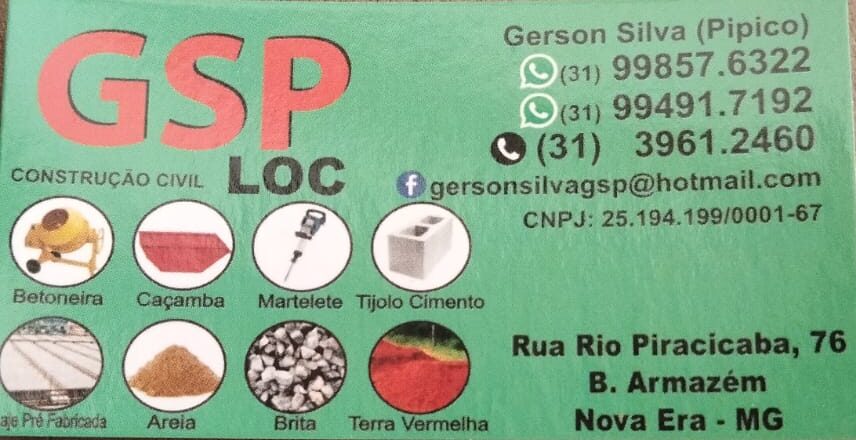 GSP
CONSTRUÇÃO CIVIL LOC
Gerson Silva (Pipico)
(31) 99857.6322
(31) 99491.7192
(31) 3961.2460
gersonsilvagsp@hotmail.com
CNPJ: 25.194.199/0001-67
Betoneira Caçamba Martelete Tijolo Cimento
aje Pré Fabricada Areia Brita Terra Vermelha
Rua Rio Piracicaba, 76
B. Armazém
Nova Era - MG